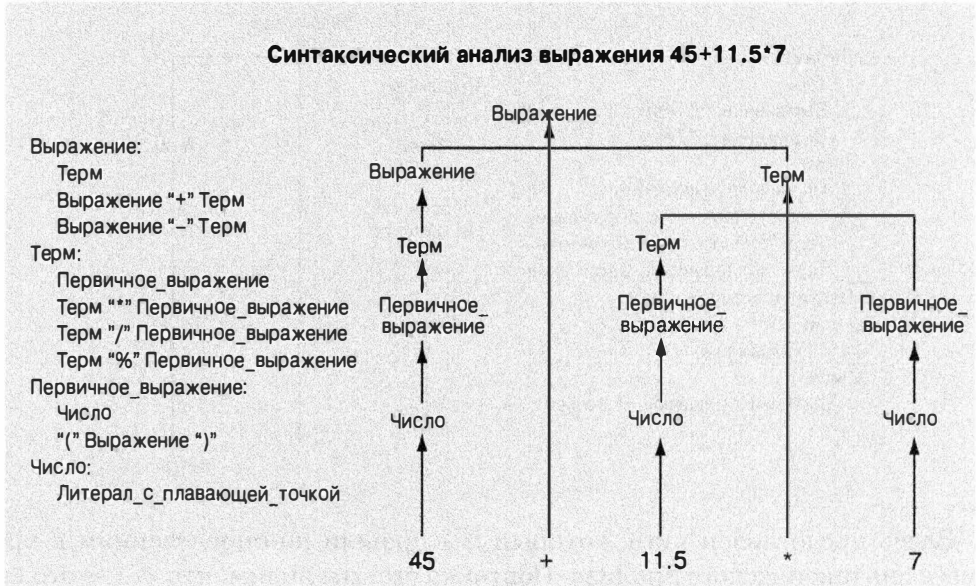 Синтаксический анализ выражения 45+11.5*7
Выражение:
Терм
Выражение “+” Терм
Выражение “–” Терм
Терм:
Первичное_выражение
Терм “*” Первичное_выражение
Терм "/" Первичное_выражение
Терм “%” Первичное_выражение
Первичное_выражение:
Число
“(” Выражение “)”
Число:
Литерал_с_плавающей_точкой
Выражение
Выражение
Терм
Терм
Терм
Первичное_
выражение
Первичное_
выражение
Первичное_
выражение
Число
Число
Число
45 + 11.5 * 7